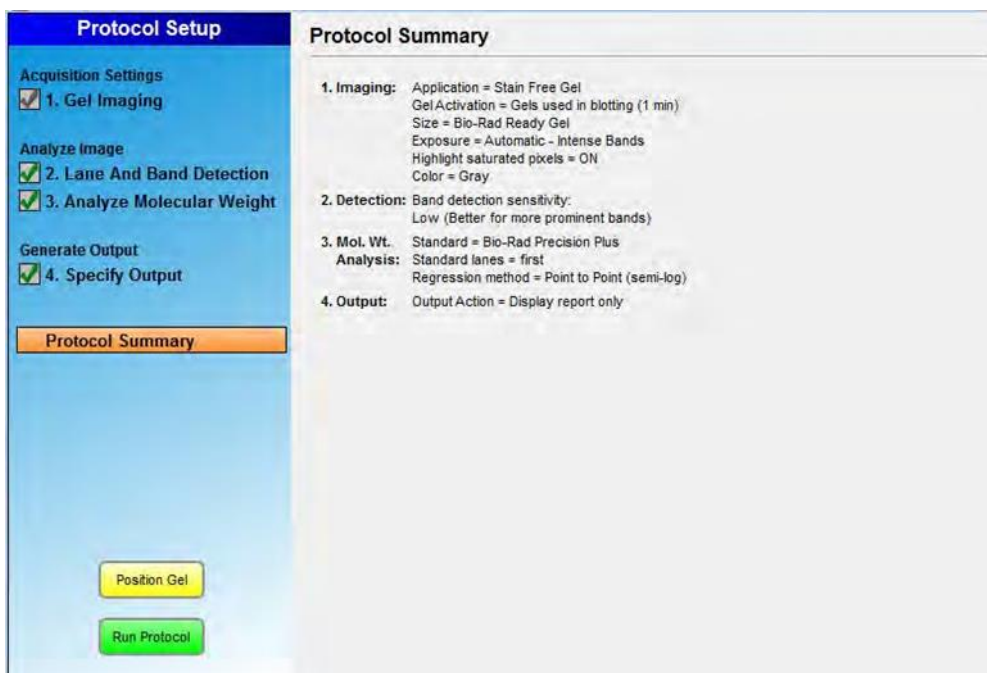 Protocol Setup
Acquisition Settings
1. Gel Imaging
Analyze Image
2. Lane And Band Detection
3. Analyze Molecular Weight
Generate Output
4. Specify Output
Protocol Summary
Position Gel
Run Protocol
Protocol Summary
1. Imaging: Application = Stain Free Gel
Gel Activation = Gels used in blotting (1 min)
Size = Bio-Rad Ready Gel
Exposure = Automatic - Intense Bands
Highlight saturated pixels = ON
Color = Gray
2. Detection: Band detection sensitivity:
Low (Better for more prominent bands)
3. Mol. Wt. Standard = Bio-Rad Precision Plus
Analysis: Standard lanes = first
Regression method = Point to Point (semi-log)
4. Output: Output Action = Display report only